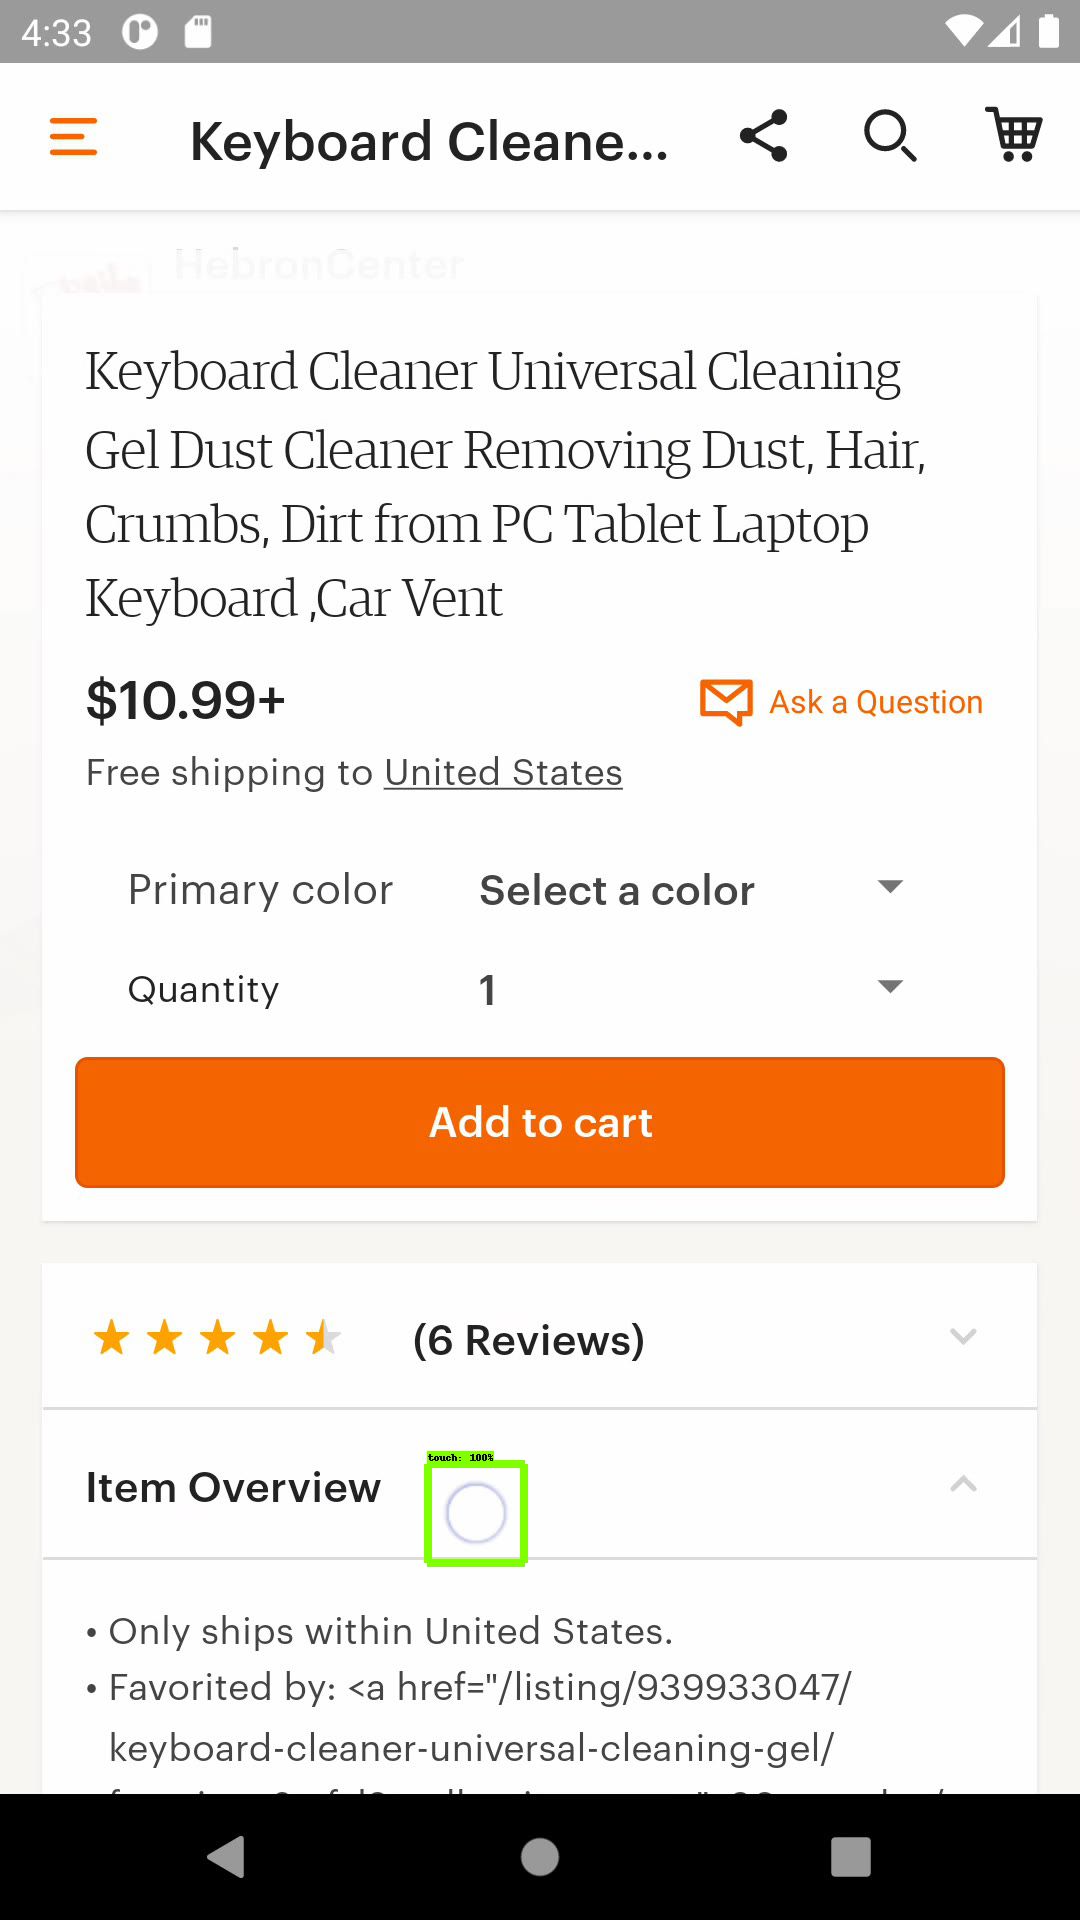 4:33
Keyboard Cleane...
HebronCenter
Keyboard Cleaner Universal Cleaning
Gel Dust Cleaner Removing Dust, Hair,
Crumbs, Dirt from PC Tablet Laptop
Keyboard ,Car Vent
$10.99+
Ask a Question
Free shipping to United States
Primary color Select a color
Quantity 1
Add to cart
(6 Reviews)
touch: 100%
Item Overview
• Only ships within United States.
• Favorited by: <a href="/listing/939933047/
keyboard-cleaner-universal-cleaning-gel/